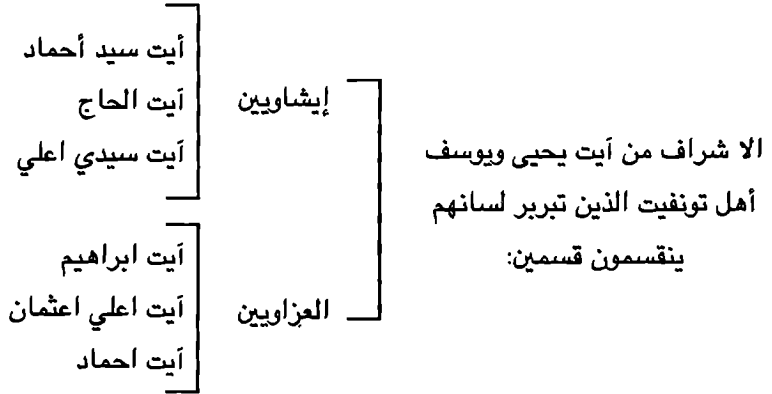 الا شراف من آيت يحيى ويوسف
أهل تونفيت الذين تبربر لسانهم
ينقسمون قسمين:
إيشاويين
أيت سيد أحماد
آيت الحاج
آيت سيدي اعلي
العزاويين
آيت ابراهيم
آيت اعلي اعثمان
آيت احماد